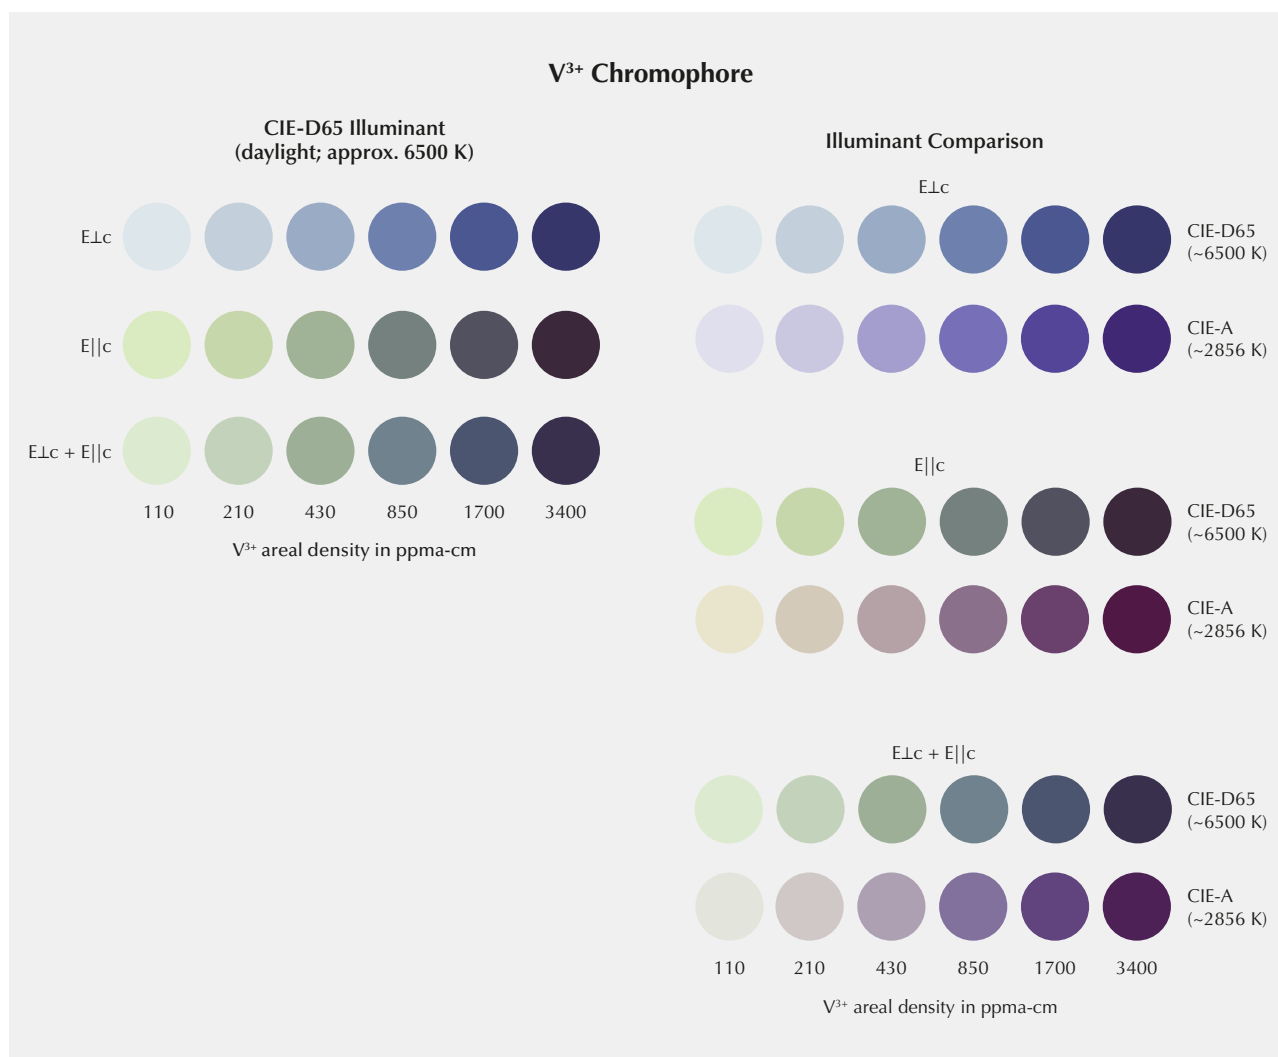 V³⁺ Chromophore
CIE-D65 Illuminant
(daylight; approx. 6500 K)
E⊥c
E||c
E⊥c + E||c
110 210 430 850 1700 3400
V³⁺ areal density in ppma-cm
Illuminant Comparison
E⊥c
CIE-D65
(~6500 K)
CIE-A
(~2856 K)
E||c
CIE-D65
(~6500 K)
CIE-A
(~2856 K)
E⊥c + E||c
CIE-D65
(~6500 K)
CIE-A
(~2856 K)
110 210 430 850 1700 3400
V³⁺ areal density in ppma-cm